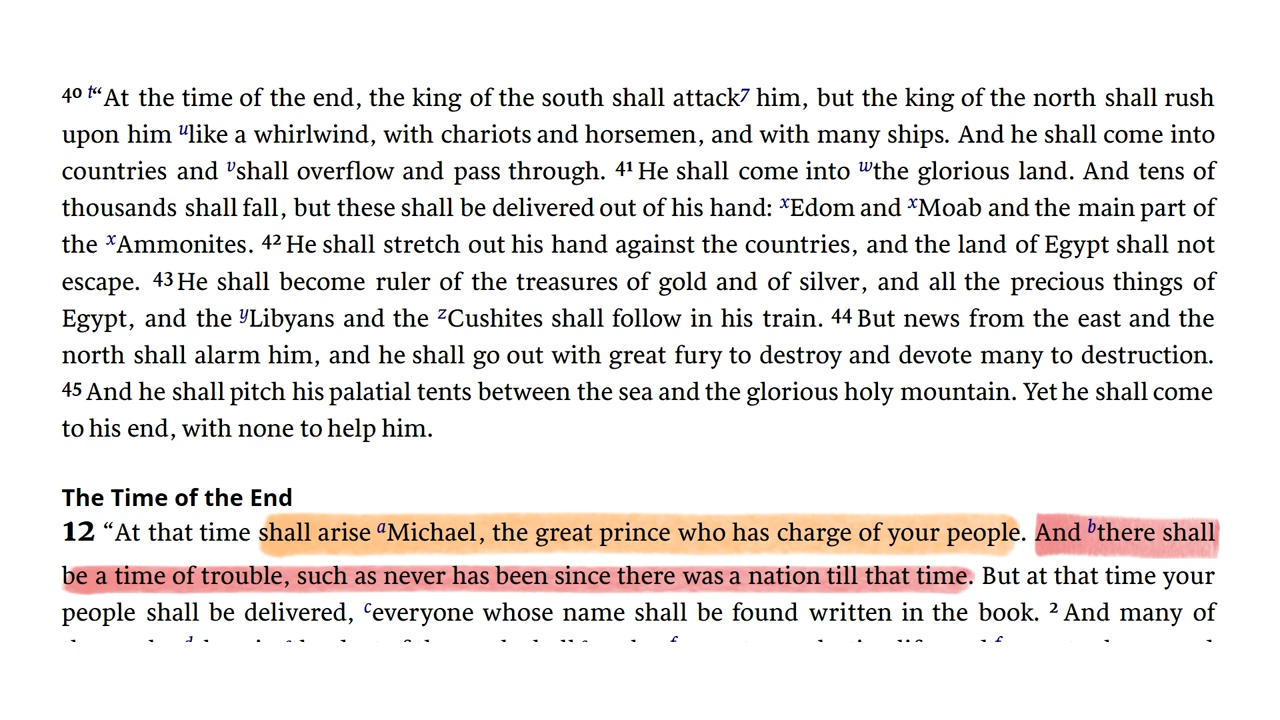 40 t“At the time of the end, the king of the south shall attack7 him, but the king of the north shall rush
upon him ulike a whirlwind, with chariots and horsemen, and with many ships. And he shall come into
countries and vshall overflow and pass through. 41 He shall come into wthe glorious land. And tens of
thousands shall fall, but these shall be delivered out of his hand: xEdom and xMoab and the main part of
the xAmmonites. 42 He shall stretch out his hand against the countries, and the land of Egypt shall not
escape. 43 He shall become ruler of the treasures of gold and of silver, and all the precious things of
Egypt, and the yLibyans and the zCushites shall follow in his train. 44 But news from the east and the
north shall alarm him, and he shall go out with great fury to destroy and devote many to destruction.
45 And he shall pitch his palatial tents between the sea and the glorious holy mountain. Yet he shall come
to his end, with none to help him.
The Time of the End
12 “At that time shall arise aMichael, the great prince who has charge of your people. And bthere shall
be a time of trouble, such as never has been since there was a nation till that time. But at that time your
people shall be delivered, ceveryone whose name shall be found written in the book. 2 And many of